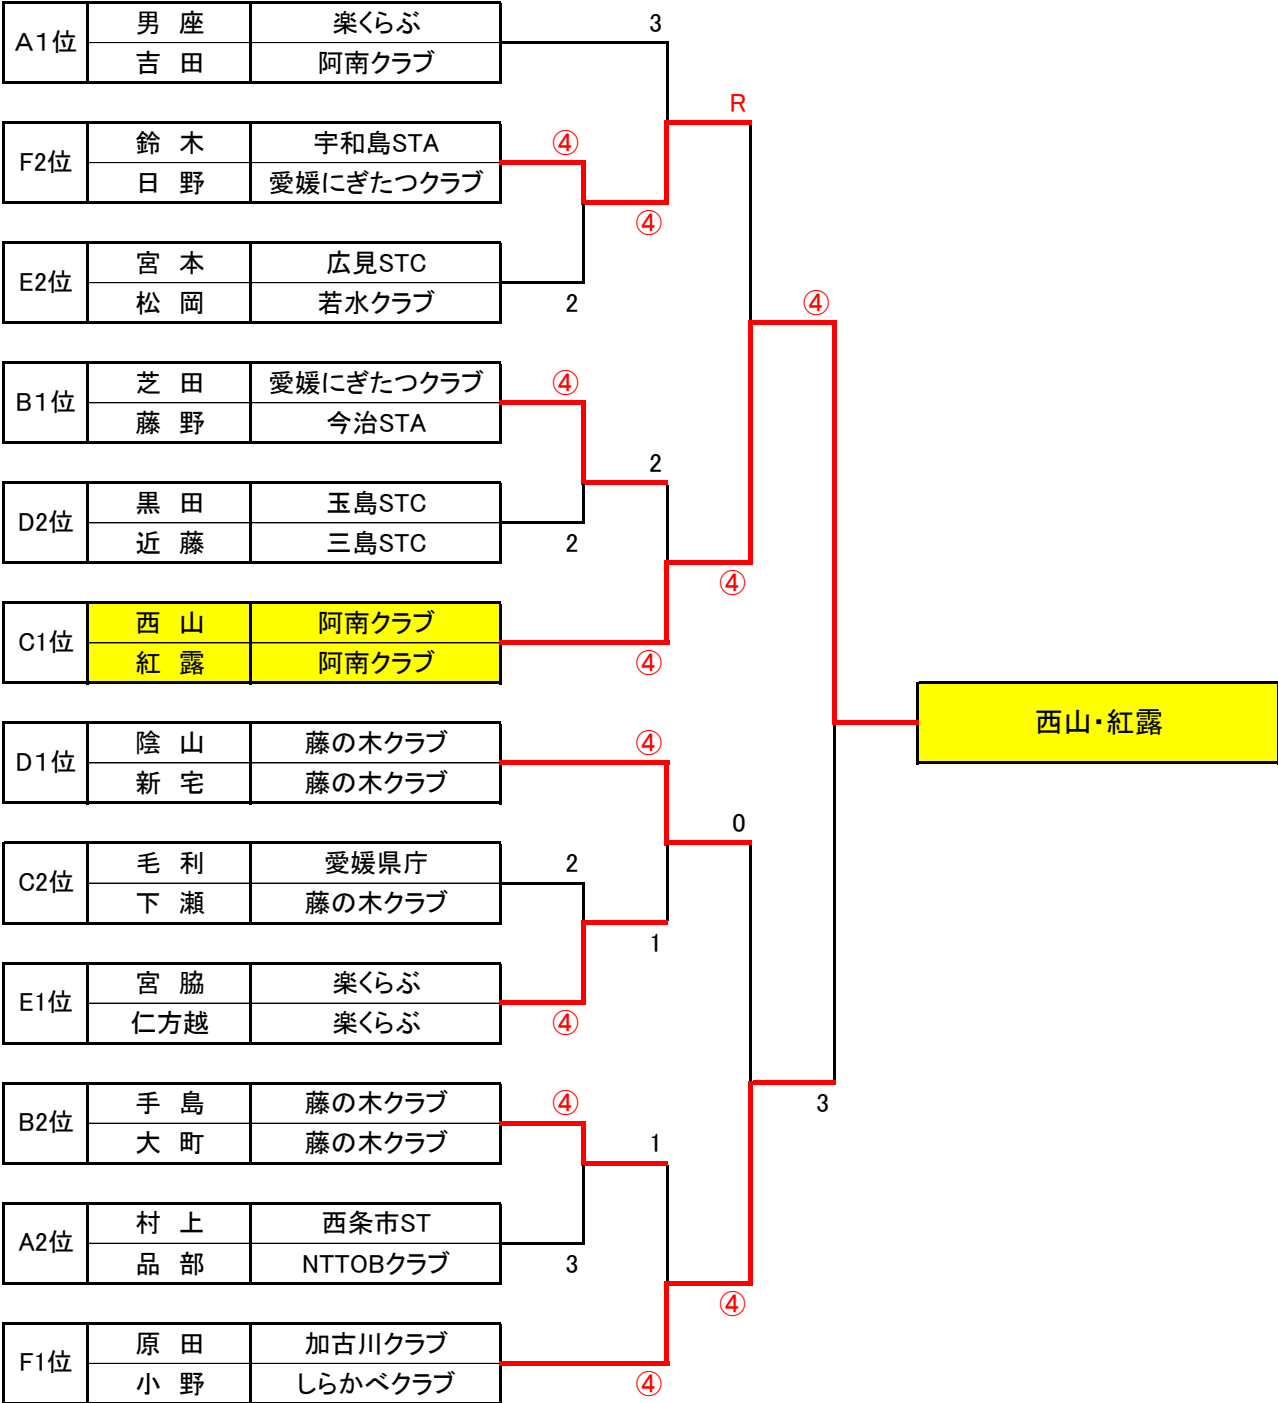 A1位 男 座 楽くらぶ 3
吉 田 阿南クラブ
R
F2位 鈴 木 宇和島STA ④
日 野 愛媛にぎたつクラブ
④
E2位 宮 本 広見STC
松 岡 若水クラブ 2 ④
B1位 芝 田 愛媛にぎたつクラブ ④
藤 野 今治STA
2
D2位 黒 田 玉島STC
近 藤 三島STC 2
④
C1位 西 山 阿南クラブ
紅 露 阿南クラブ ④
西山・紅露
D1位 陰 山 藤の木クラブ ④
新 宅 藤の木クラブ
0
C2位 毛 利 愛媛県庁 2
下 瀬 藤の木クラブ
1
E1位 宮 脇 楽くらぶ
仁方越 楽くらぶ ④
B2位 手 島 藤の木クラブ ④ 3
大 町 藤の木クラブ 1
A2位 村 上 西条市ST
品 部 NTTOBクラブ 3
④
F1位 原 田 加古川クラブ
小 野 しらかべクラブ ④